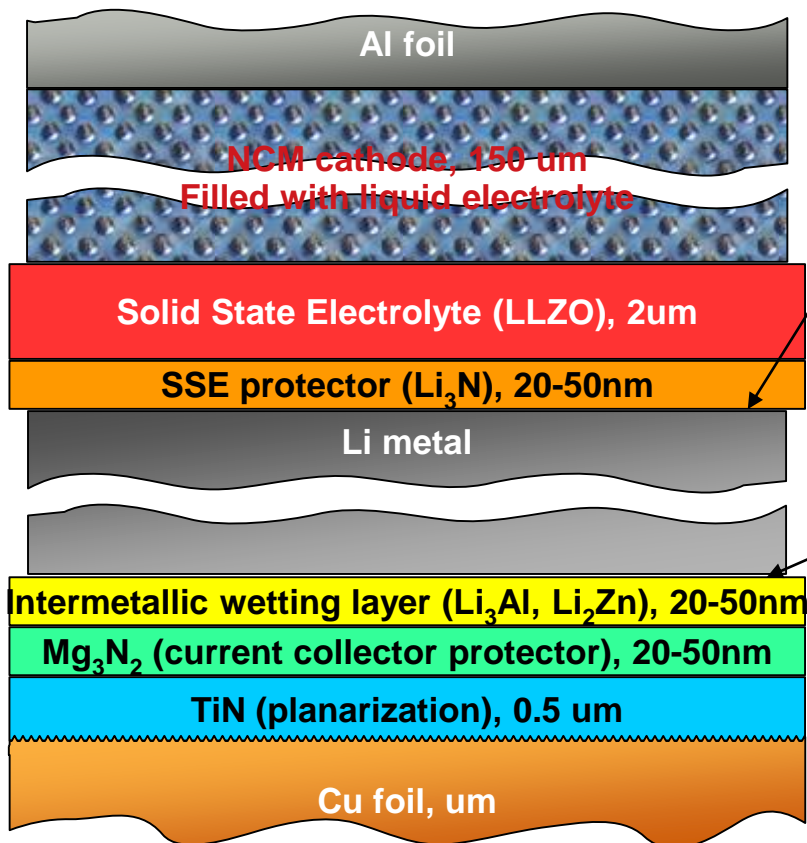 Al foil
NCM cathode, 150 um
Filled with liquid electrolyte
Solid State Electrolyte (LLZO), 2um
SSE protector (Li₃N), 20-50nm
Li metal
Intermetallic wetting layer (Li₃Al, Li₂Zn), 20-50nm
Mg₃N₂ (current collector protector), 20-50nm
TiN (planarization), 0.5 um
Cu foil, um